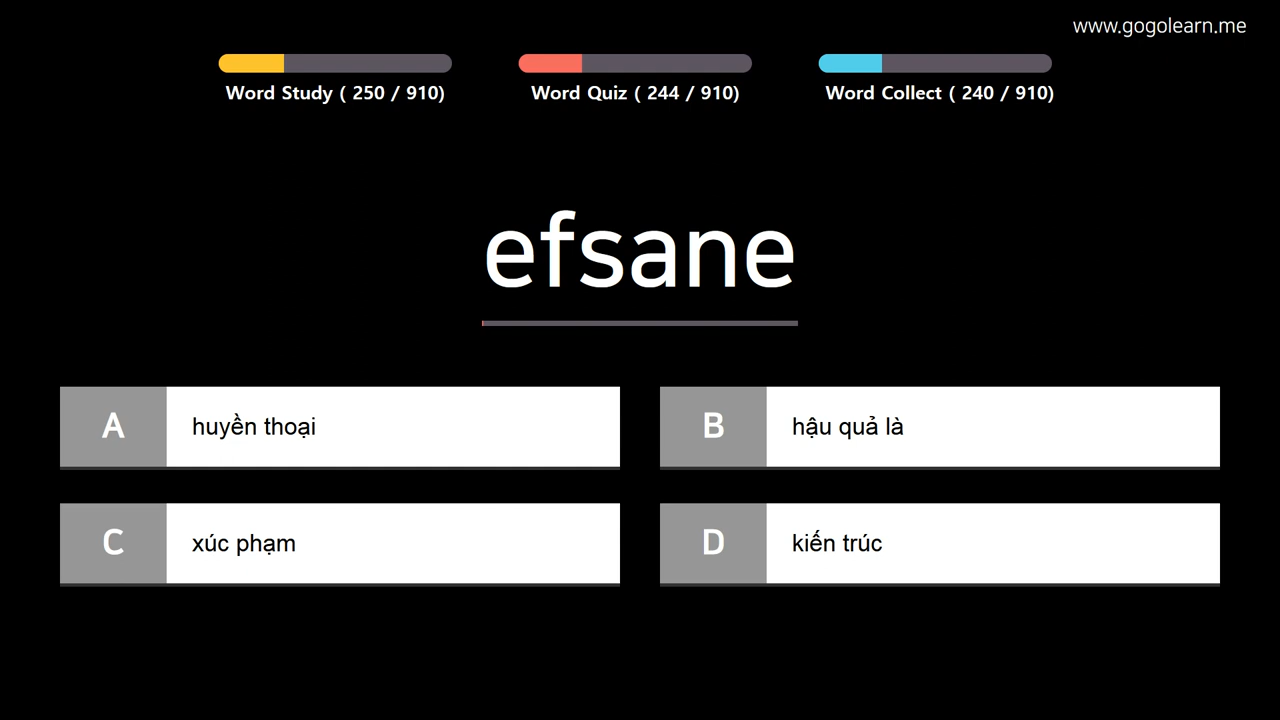 www.gogolearn.me
Word Study ( 250 / 910)
Word Quiz ( 244 / 910)
Word Collect ( 240 / 910)
efsane
A
huyền thoại
B
hậu quả là
C
xúc phạm
D
kiến trúc